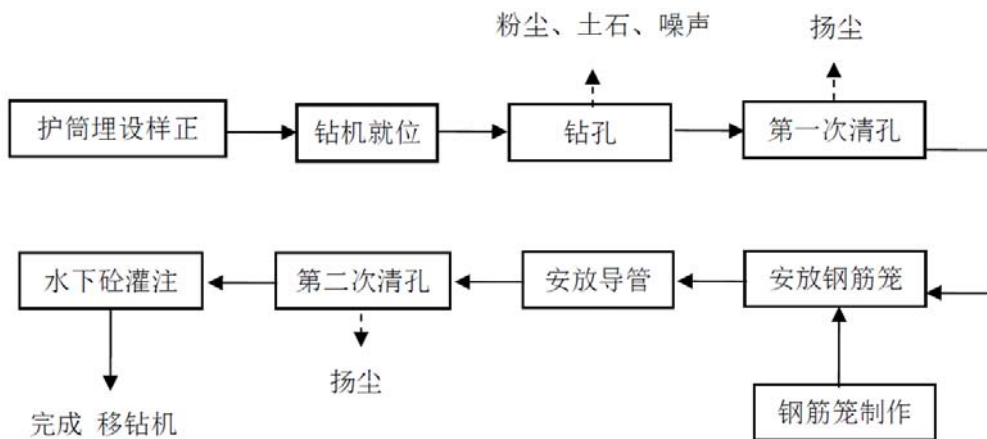 粉尘、土石、噪声
扬尘
护筒埋设样正
钻机就位
钻孔
第一次清孔
水下砼灌注
第二次清孔
安放导管
安放钢筋笼
扬尘
完成 移钻机
钢筋笼制作